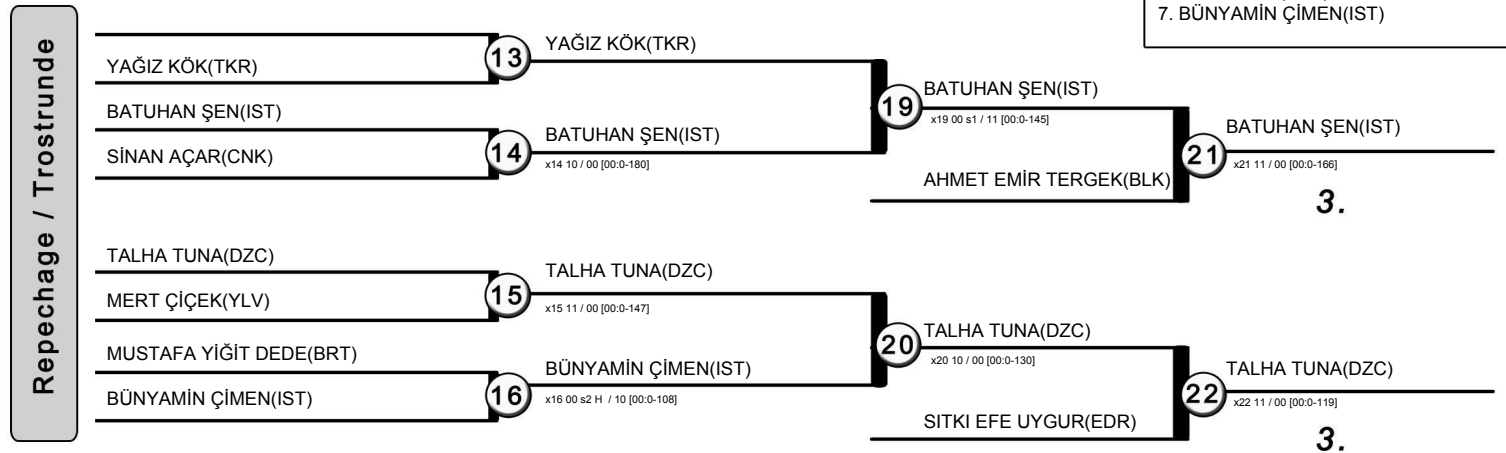 7. BÜNYAMİN ÇİMEN(IST)
Repechage / Trostrunde
YAĞIZ KÖK(TKR)
13
YAĞIZ KÖK(TKR)
BATUHAN ŞEN(IST)
SİNAN AÇAR(CNK)
14
BATUHAN ŞEN(IST)
x14 10 / 00 [00:0-180]
19
BATUHAN ŞEN(IST)
x19 00 s1 / 11 [00:0-145]
AHMET EMİR TERGEK(BLK)
21
BATUHAN ŞEN(IST)
x21 11 / 00 [00:0-166]
3.
TALHA TUNA(DZC)
MERT ÇİÇEK(YLV)
15
TALHA TUNA(DZC)
x15 11 / 00 [00:0-147]
MUSTAFA YİĞİT DEDE(BRT)
BÜNYAMİN ÇİMEN(IST)
16
BÜNYAMİN ÇİMEN(IST)
x16 00 s2 H / 10 [00:0-108]
20
TALHA TUNA(DZC)
x20 10 / 00 [00:0-130]
SITKI EFE UYGUR(EDR)
22
TALHA TUNA(DZC)
x22 11 / 00 [00:0-119]
3.